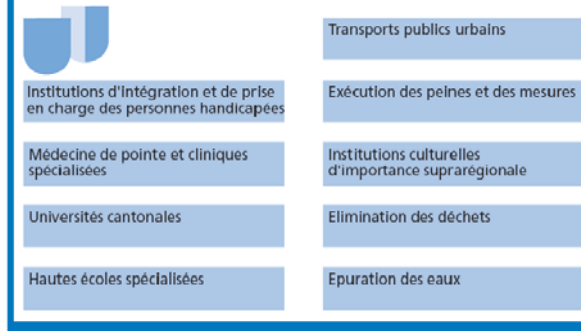 Transports publics urbains
Institutions d'intégration et de prise
en charge des personnes handicapées
Exécution des peines et des mesures
Médecine de pointe et cliniques
spécialisées
Institutions culturelles
d'importance suprarégionale
Universités cantonales
Elimination des déchets
Hautes écoles spécialisées
Epuration des eaux